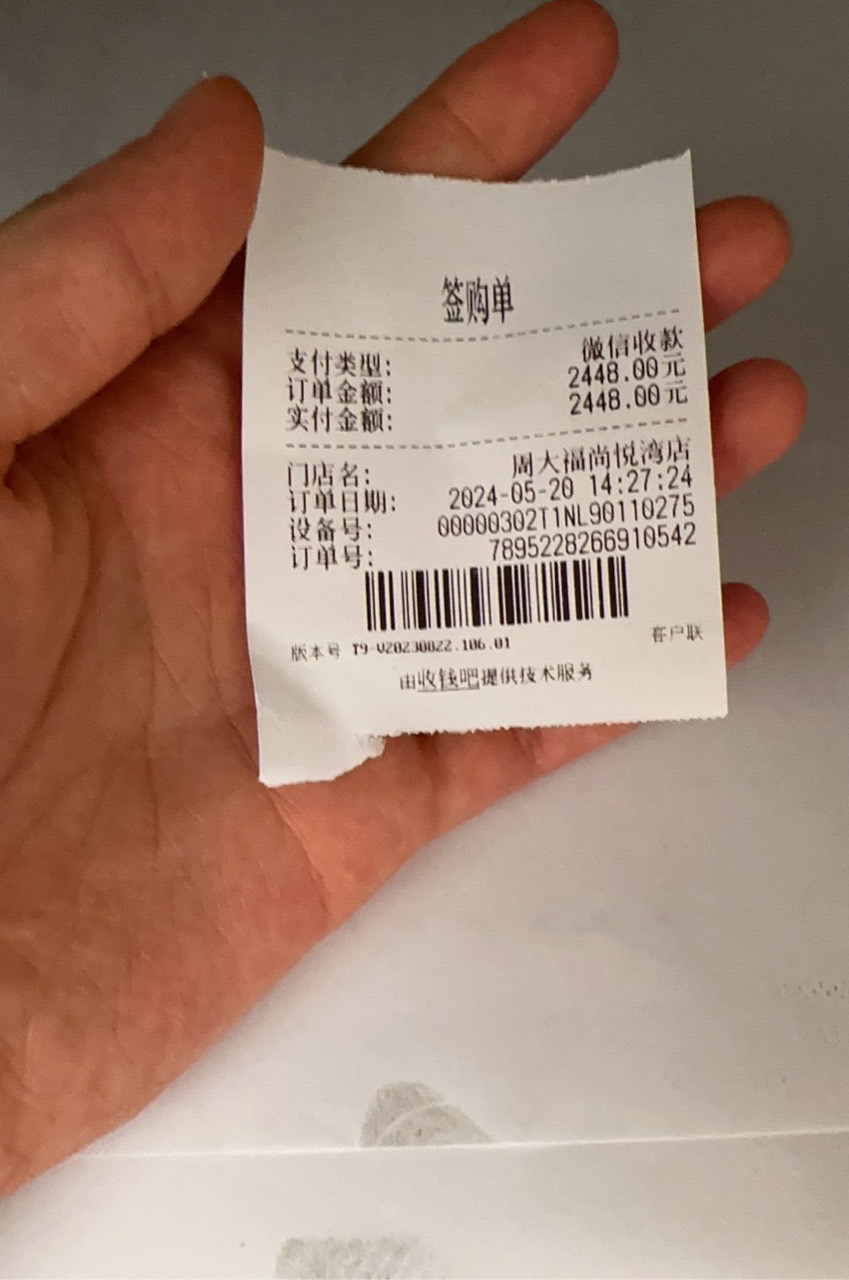 签购单
支付类型: 微信收款
订单金额: 2448.00元
实付金额: 2448.00元
门店名: 周大福尚悦湾店
订单日期: 2024-05-20 14:27:24
设备号: 00000302T1NL90110275
订单号: 7895228266910542
版本号 T9-V20230822.106.01 客户联
由收钱吧提供技术服务